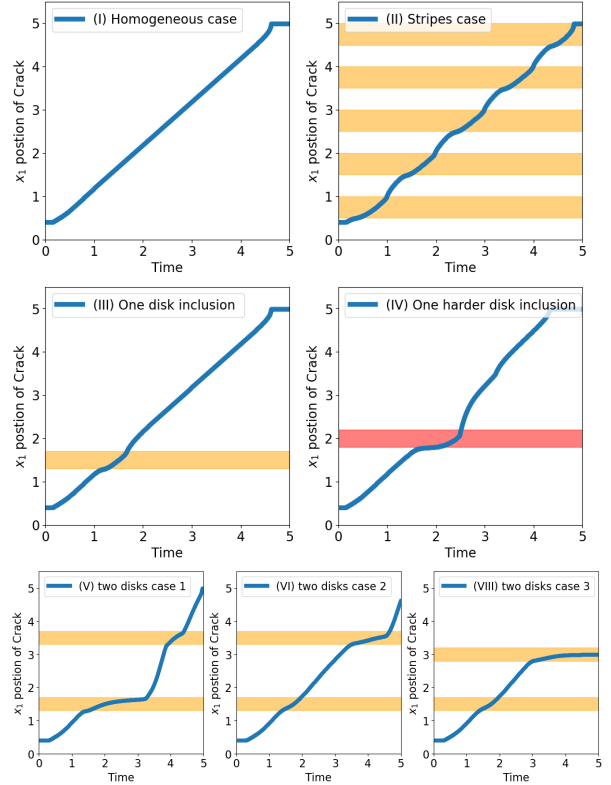 (I) Homogeneous case
x1 postion of Crack
5
4
3
2
1
0
0 1 2 3 4 5
Time
(II) Stripes case
x1 postion of Crack
5
4
3
2
1
0
0 1 2 3 4 5
Time
(III) One disk inclusion
x1 postion of Crack
5
4
3
2
1
0
0 1 2 3 4 5
Time
(IV) One harder disk inclusion
x1 postion of Crack
5
4
3
2
1
0
0 1 2 3 4 5
Time
(V) two disks case 1
x1 postion of Crack
5
4
3
2
1
0
0 1 2 3 4 5
Time
(VI) two disks case 2
x1 postion of Crack
5
4
3
2
1
0
0 1 2 3 4 5
Time
(VIII) two disks case 3
x1 postion of Crack
5
4
3
2
1
0
0 1 2 3 4 5
Time